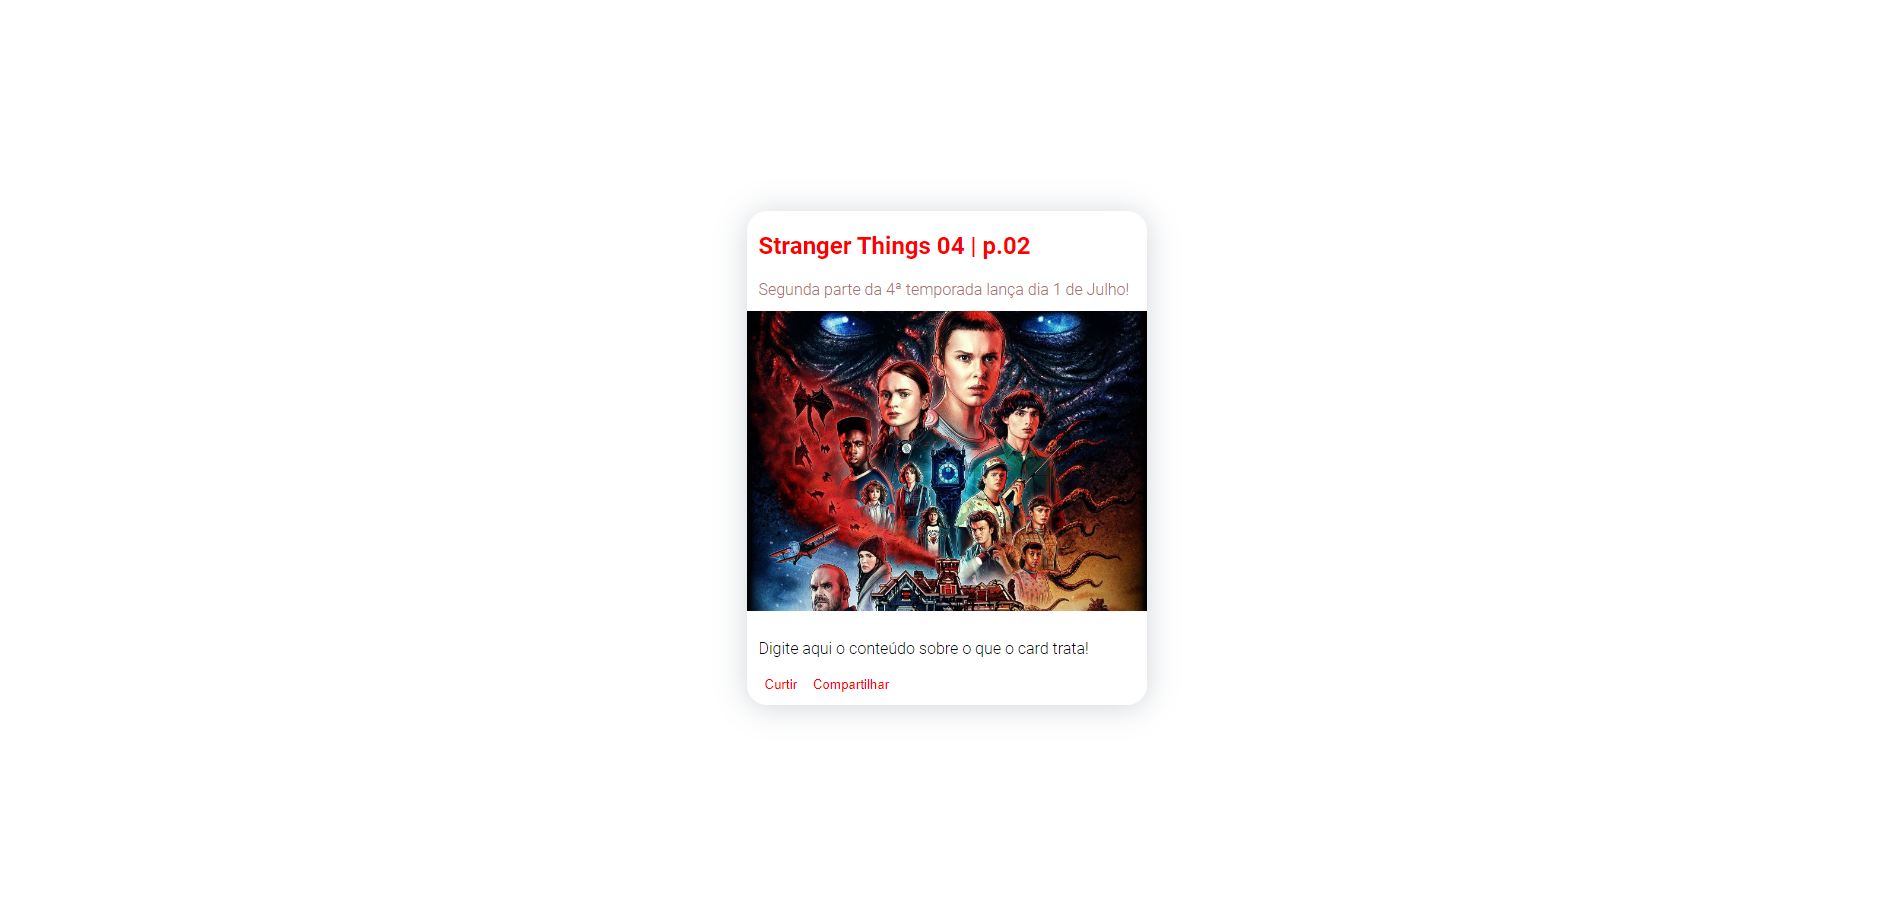 Stranger Things 04 | p.02
Segunda parte da 4ª temporada lança dia 1 de Julho!
Digite aqui o conteúdo sobre o que o card trata!
Curtir Compartilhar